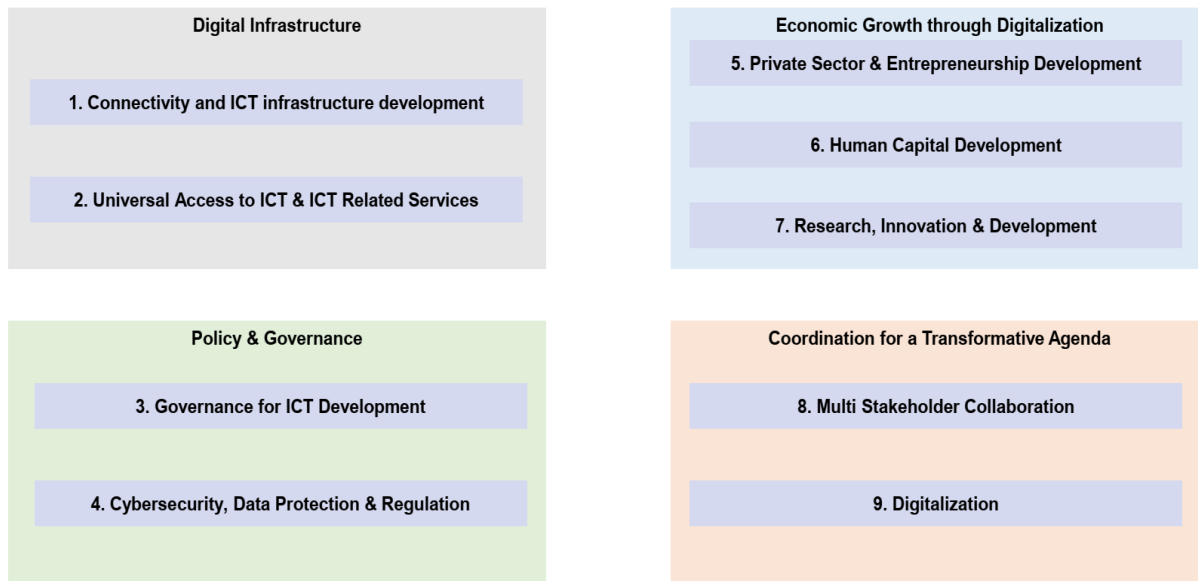 Digital Infrastructure
1. Connectivity and ICT infrastructure development
2. Universal Access to ICT & ICT Related Services
Economic Growth through Digitalization
5. Private Sector & Entrepreneurship Development
6. Human Capital Development
7. Research, Innovation & Development
Policy & Governance
3. Governance for ICT Development
4. Cybersecurity, Data Protection & Regulation
Coordination for a Transformative Agenda
8. Multi Stakeholder Collaboration
9. Digitalization